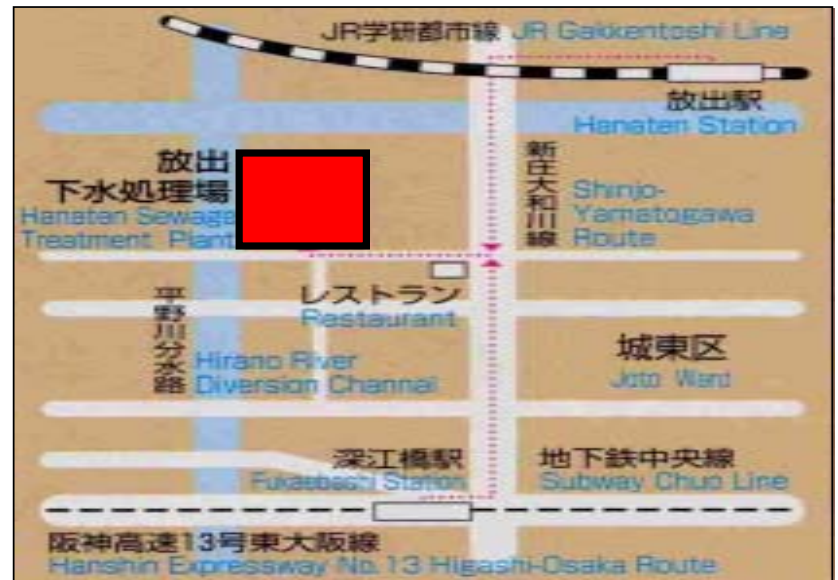 JR学研都市線 JR Gakkentoshi Line
放出駅
Hanaten Station
放出
下水処理場
Hanaten Sewage
Treatment Plant
新庄大和川線
Shinjo-
Yamatogawa
Route
レストラン
Restaurant
平野川分水路
Hirano River
Diversion Channal
城東区
Joto Ward
深江橋駅
Fukaebashi Station
地下鉄中央線
Subway Chuo Line
阪神高速13号東大阪線
Hanshin Expressway No.13 Higashi-Osaka Route